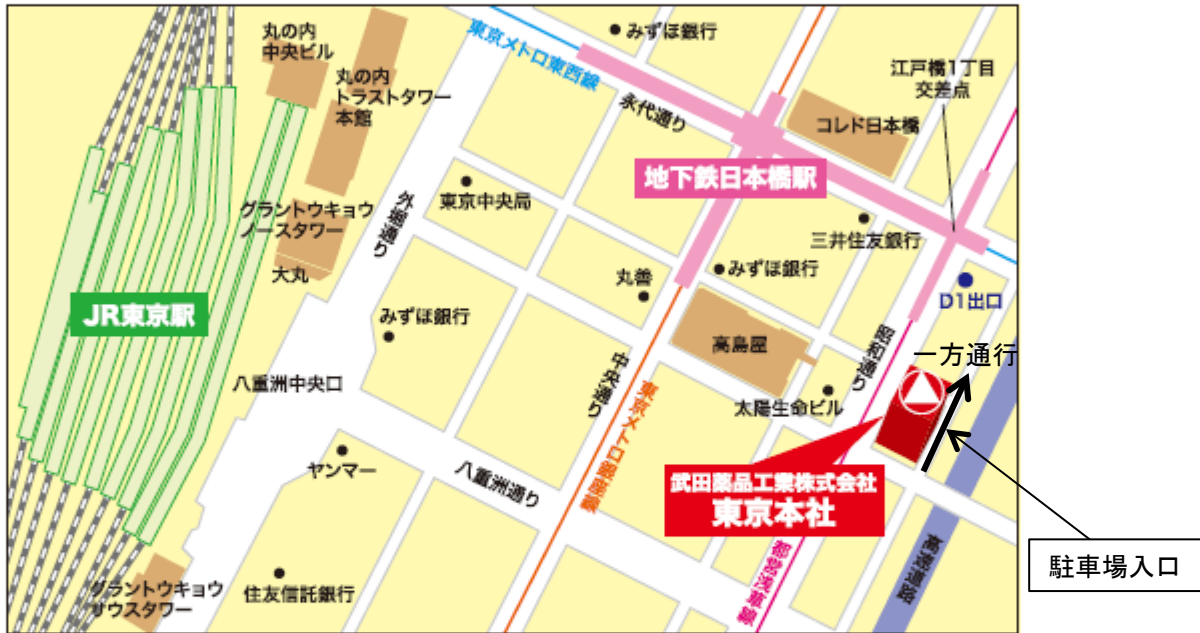 丸の内
中央ビル
みずほ銀行
東京メトロ東西線
江戸橋1丁目
交差点
丸の内
トラストタワー
本館
永代通り
コレド日本橋
地下鉄日本橋駅
東京中央局
外堀通り
グラントウキョウ
ノースタワー
三井住友銀行
大丸
丸善
みずほ銀行
D1出口
JR東京駅
みずほ銀行
高島屋
昭和通り
一方通行
中央通り
八重洲中央口
東京メトロ銀座線
太陽生命ビル
ヤンマー
八重洲通り
武田薬品工業株式会社
東京本社
都営浅草線
高速道路
駐車場入口
グラントウキョウ
サウスタワー
住友信託銀行